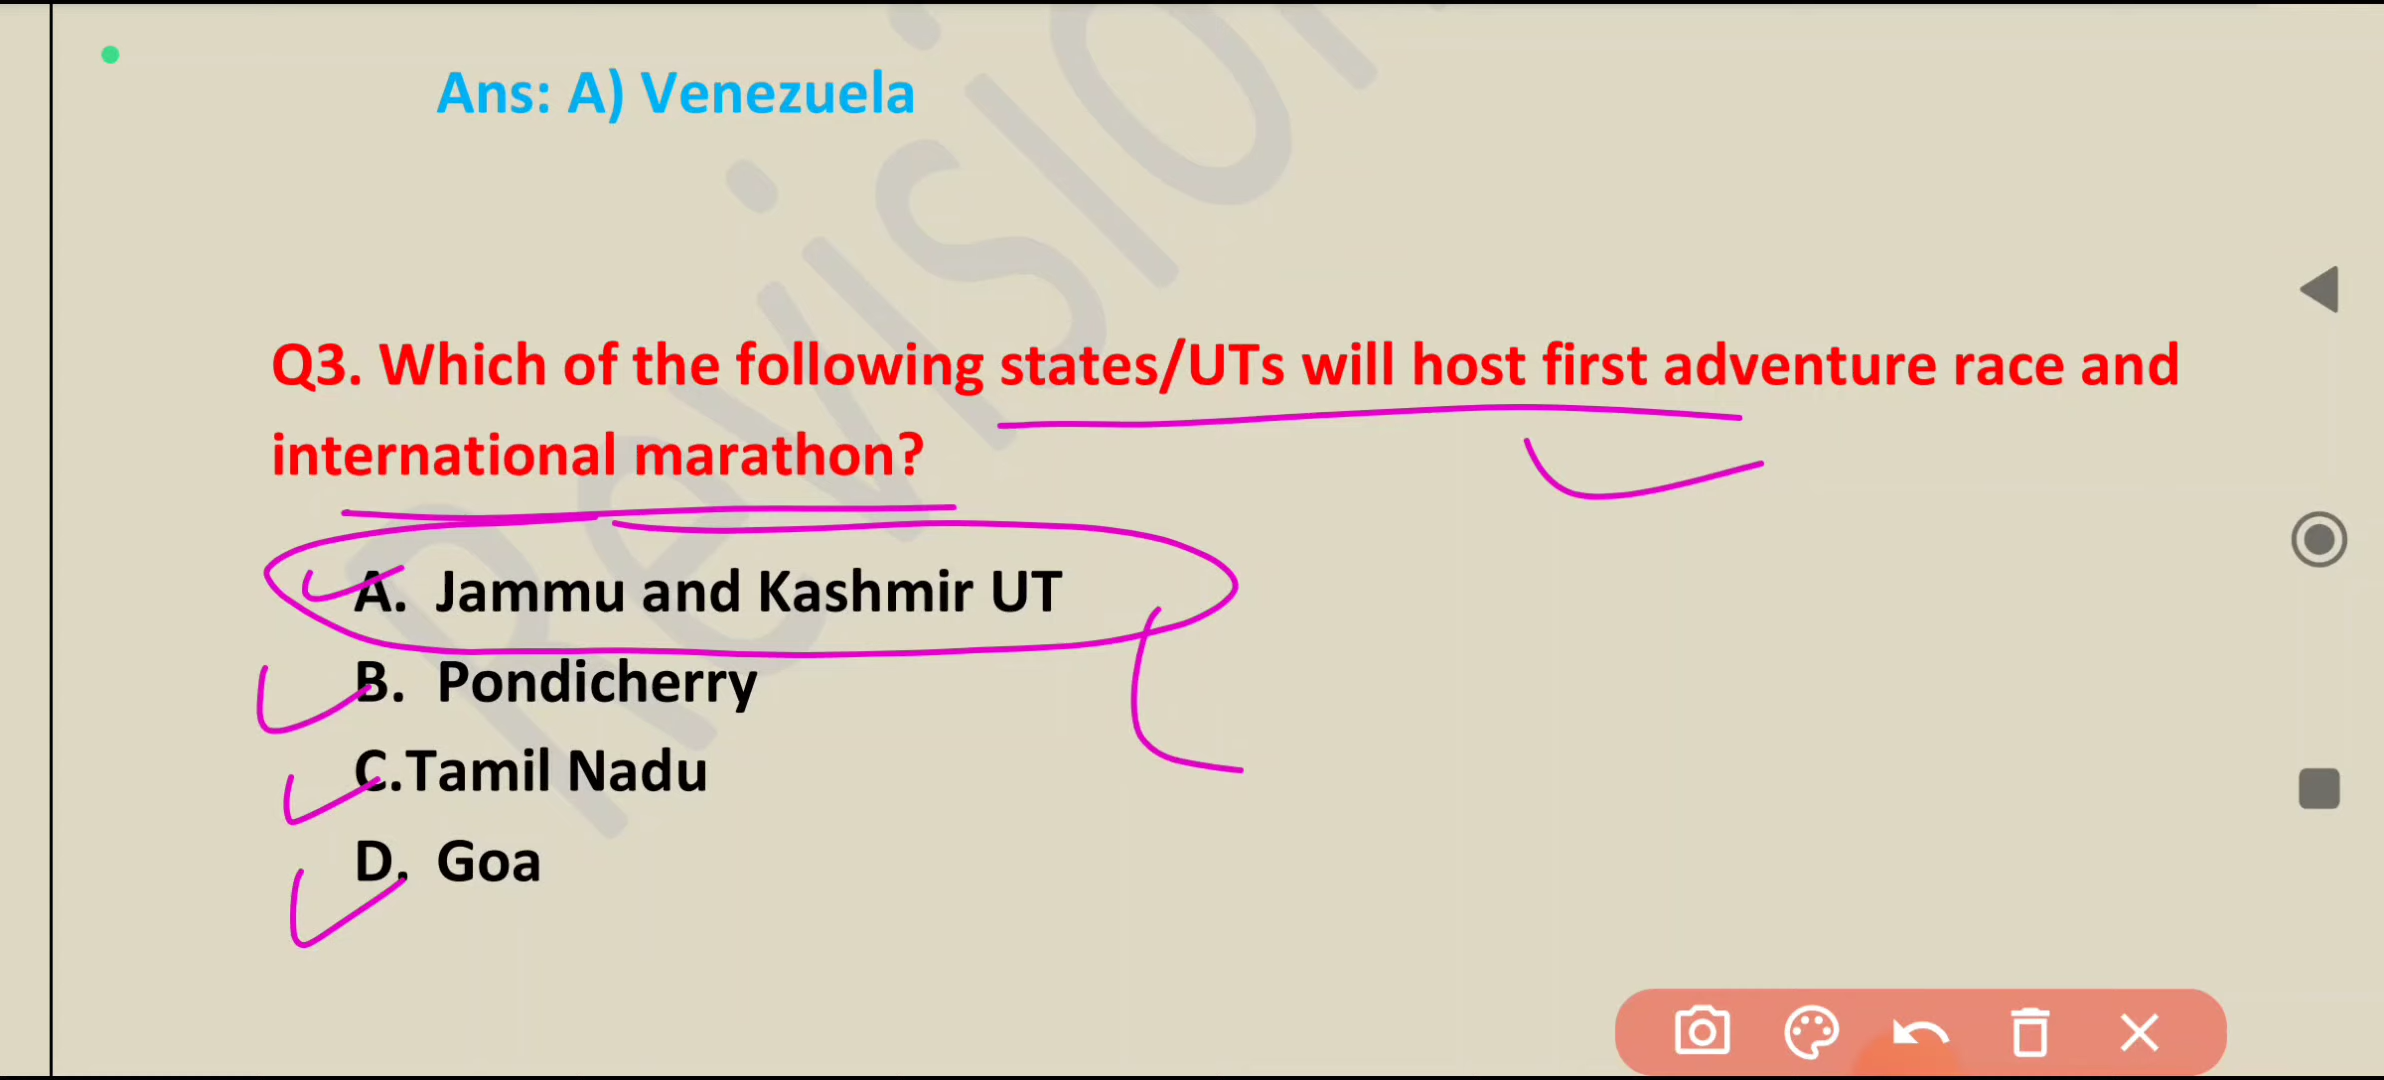 Ans: A) Venezuela
Q3. Which of the following states/UTs will host first adventure race and
international marathon?
A. Jammu and Kashmir UT
B. Pondicherry
C.Tamil Nadu
D. Goa
Revision